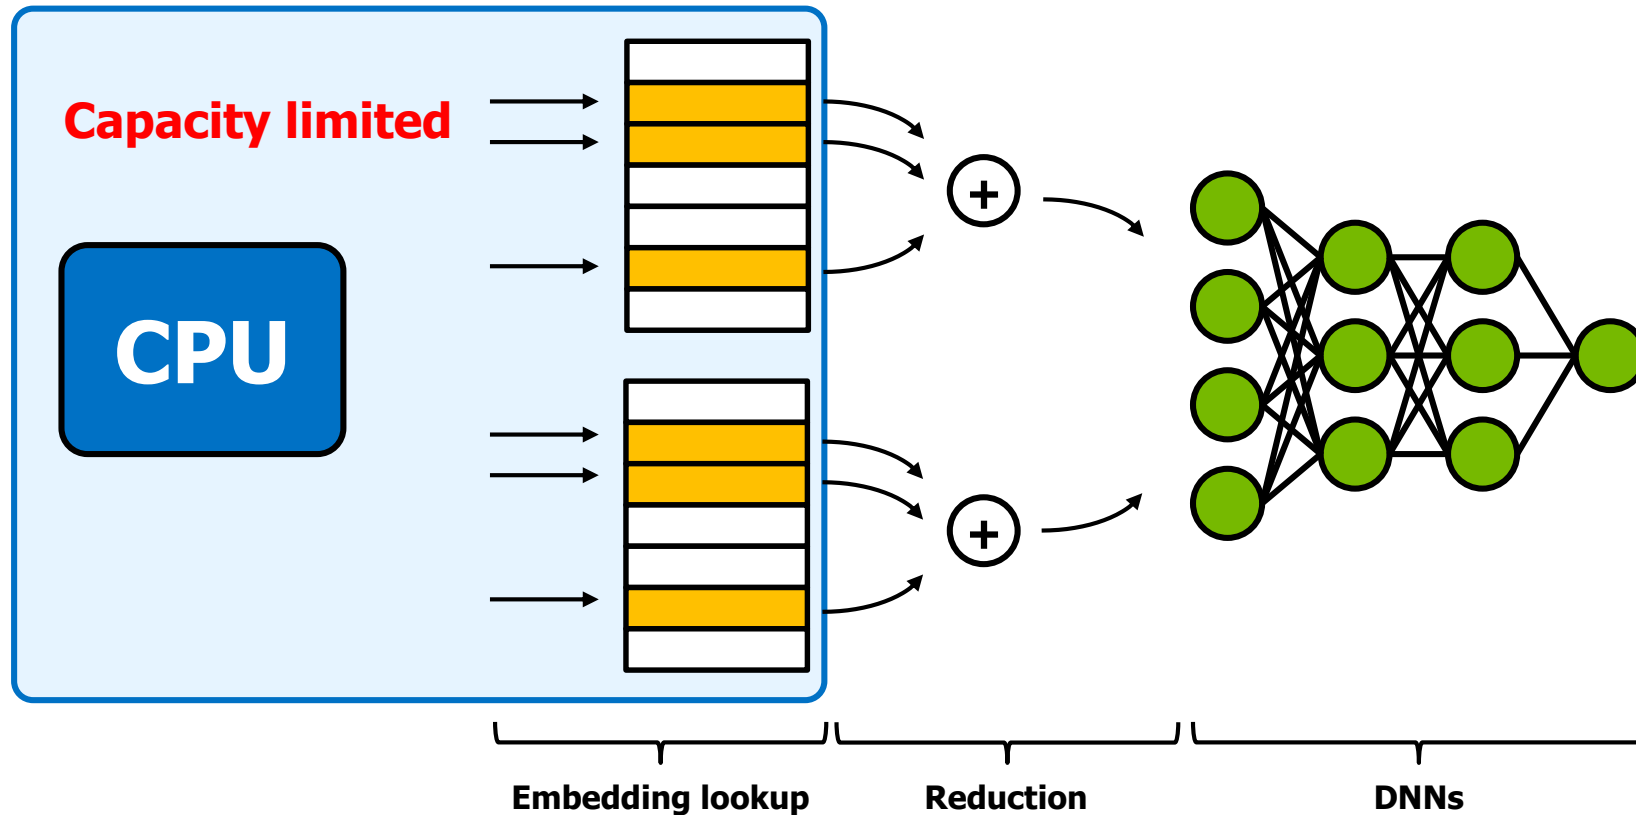 Capacity limited
CPU
+
+
Embedding lookup
Reduction
DNNs